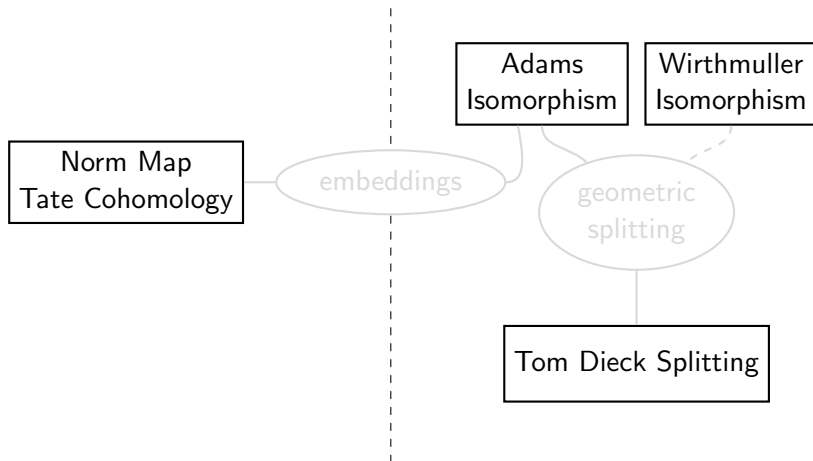 Adams
Isomorphism
Wirthmuller
Isomorphism
Norm Map
Tate Cohomology
embeddings
geometric
splitting
Tom Dieck Splitting